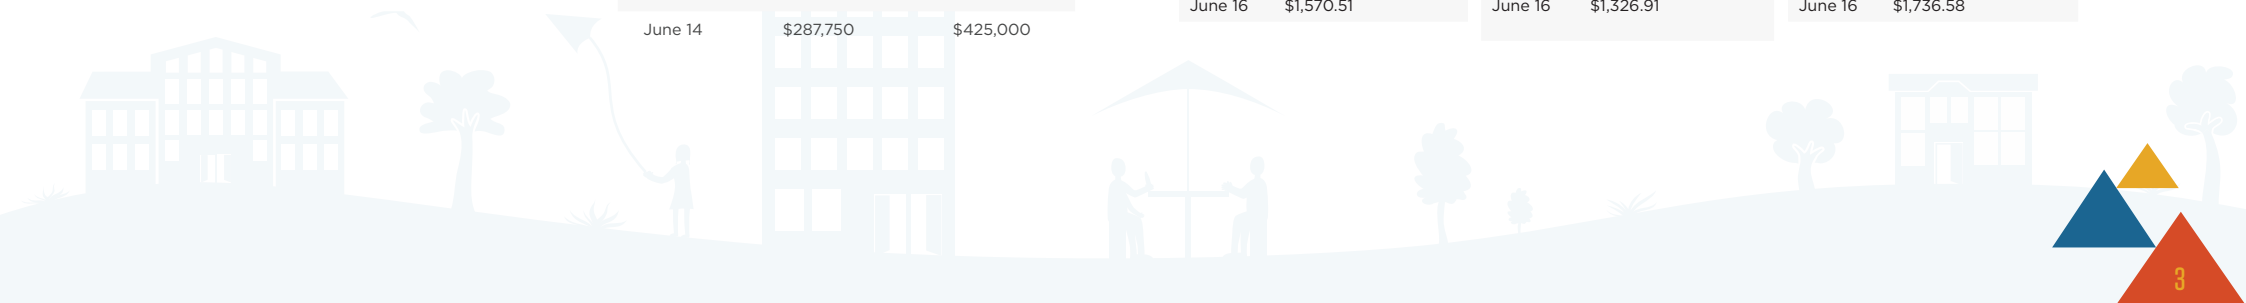 June 16 $1,570.51
June 16 $1,326.91
June 16 $1,736.58
June 14 $287,750 $425,000
3